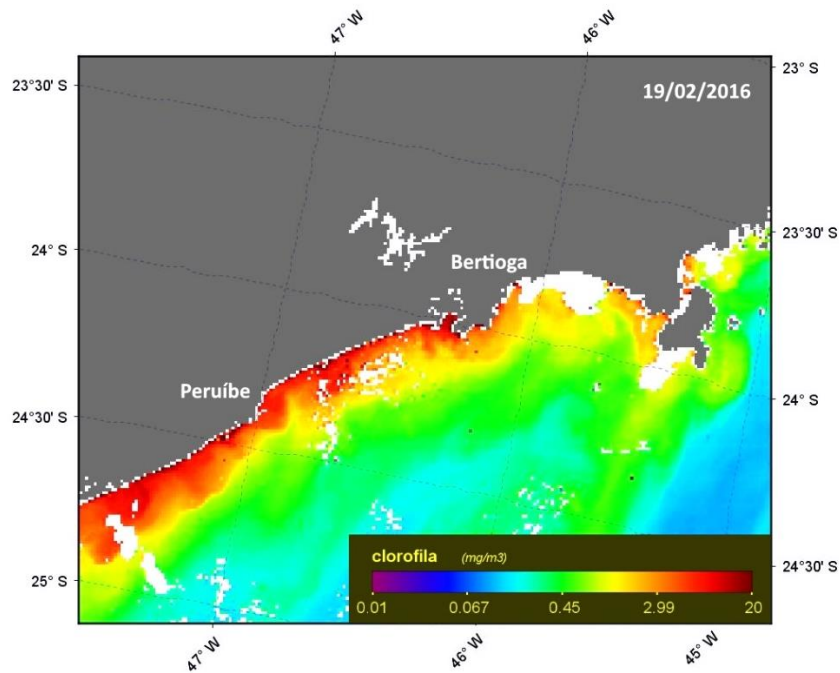 47° W
46° W
23°30' S
23° S
19/02/2016
24° S
23°30' S
Bertioga
Peruíbe
24°30' S
24° S
clorofila (mg/m3)
0.01 0.067 0.45 2.99 20
25° S
24°30' S
47° W
46° W
45° W